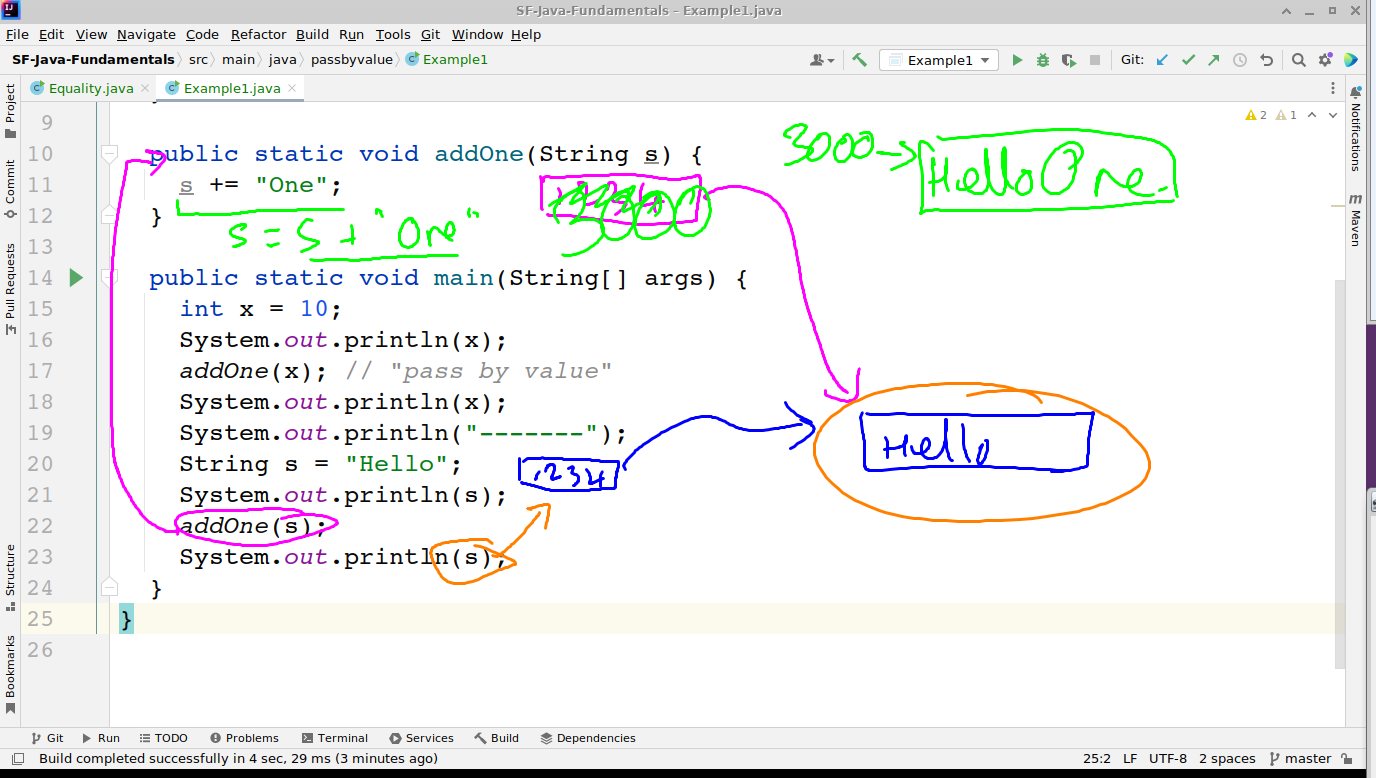 SF-Java-Fundamentals – Example1.java
File Edit View Navigate Code Refactor Build Run Tools Git Window Help
SF-Java-Fundamentals src main java passbyvalue Example1
Example1
Git:
Equality.java Example1.java
Project
Commit
Pull Requests
Structure
Bookmarks
Notifications
Maven
2 1
9
10 public static void addOne(String s) {
11 s += "One";
12 }
13
14 public static void main(String[] args) {
15 int x = 10;
16 System.out.println(x);
17 addOne(x); // "pass by value"
18 System.out.println(x);
19 System.out.println("-------");
20 String s = "Hello";
21 System.out.println(s);
22 addOne(s);
23 System.out.println(s);
24 }
25 }
26
s = s + "One"
3000
HelloOne
1234
Hello
Git Run TODO Problems Terminal Services Build Dependencies
Build completed successfully in 4 sec, 29 ms (3 minutes ago)
25:2 LF UTF-8 2 spaces master